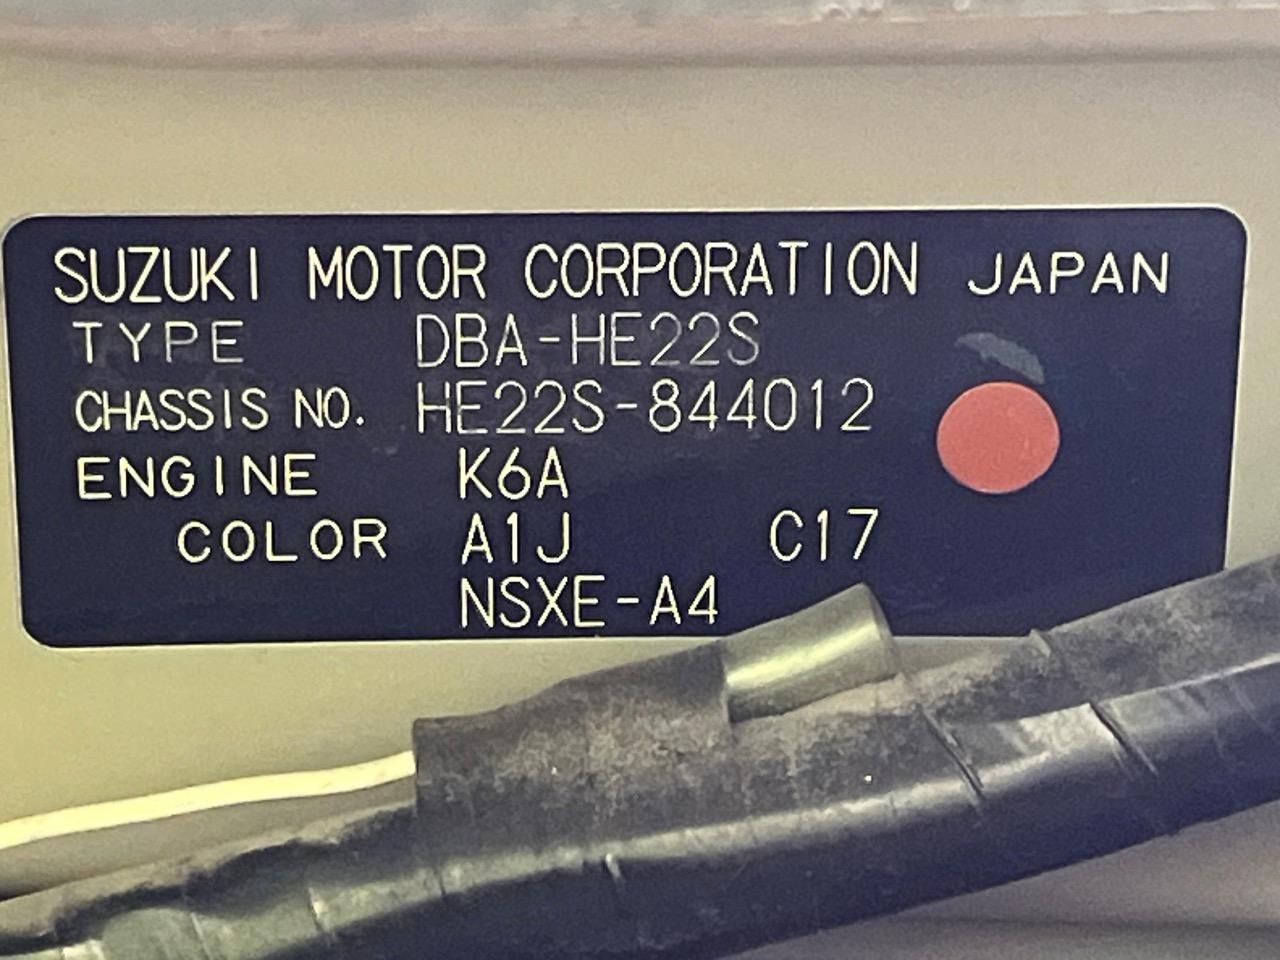 SUZUKI MOTOR CORPORATION JAPAN
TYPE DBA-HE22S
CHASSIS NO. HE22S-844012
ENGINE K6A
COLOR A1J C17
NSXE-A4